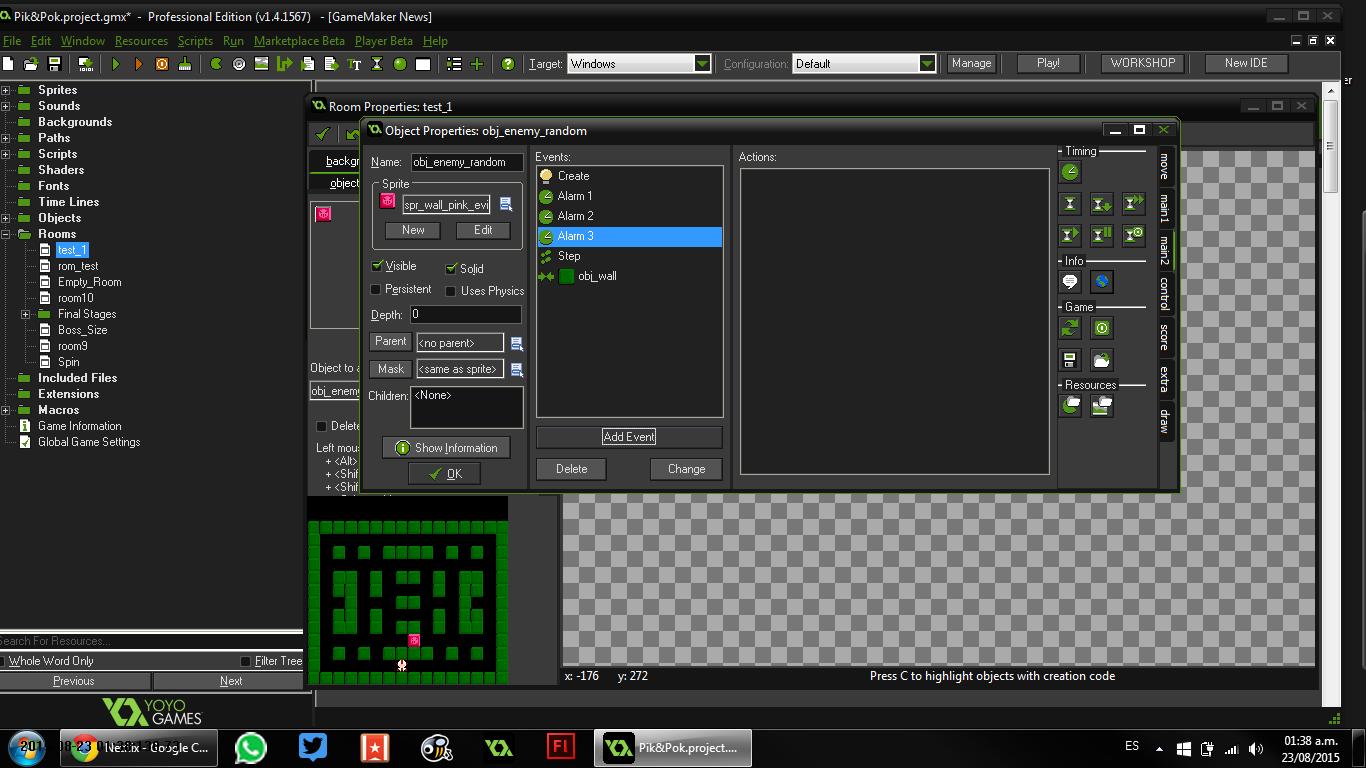 Pik&Pok.project.gmx* - Professional Edition (v1.4.1567) - [GameMaker News]
File Edit Window Resources Scripts Run Marketplace Beta Player Beta Help
Target: Windows Configuration: Default Manage Play! WORKSHOP New IDE
Sprites
Sounds
Backgrounds
Paths
Scripts
Shaders
Fonts
Time Lines
Objects
Rooms
test_1
rom_test
Empty_Room
room10
Final Stages
Boss_Size
room9
Spin
Included Files
Extensions
Macros
Game Information
Global Game Settings
Search For Resources...
Whole Word Only Filter Tree
Previous Next
YOYO
GAMES
Room Properties: test_1
backgr
object
Object to a
obj_enemy
Delete
Left mou
+ <Alt>
+ <Shif
+ <Shif
Object Properties: obj_enemy_random
Name: obj_enemy_random
Sprite
spr_wall_pink_evi
New Edit
Visible Solid
Persistent Uses Physics
Depth: 0
Parent <no parent>
Mask <same as sprite>
Children: <None>
Show Information
OK
Events:
Create
Alarm 1
Alarm 2
Alarm 3
Step
obj_wall
Add Event
Delete Change
Actions:
Timing
Info
Game
Resources
move
main1
main2
control
score
extra
draw
x: -176 y: 272 Press C to highlight objects with creation code
- Google C...
Fl
Pik&Pok.project....
ES
01:38 a.m.
23/08/2015